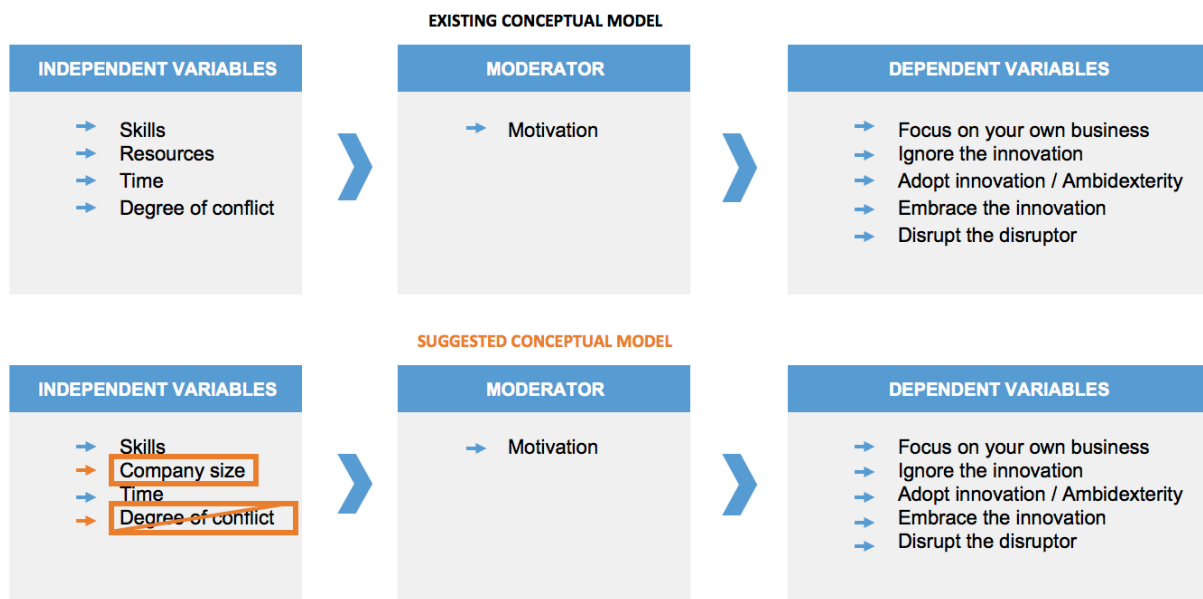 EXISTING CONCEPTUAL MODEL
INDEPENDENT VARIABLES
Skills
Resources
Time
Degree of conflict
MODERATOR
Motivation
DEPENDENT VARIABLES
Focus on your own business
Ignore the innovation
Adopt innovation / Ambidexterity
Embrace the innovation
Disrupt the disruptor
SUGGESTED CONCEPTUAL MODEL
INDEPENDENT VARIABLES
Skills
Company size
Time
Degree of conflict
MODERATOR
Motivation
DEPENDENT VARIABLES
Focus on your own business
Ignore the innovation
Adopt innovation / Ambidexterity
Embrace the innovation
Disrupt the disruptor